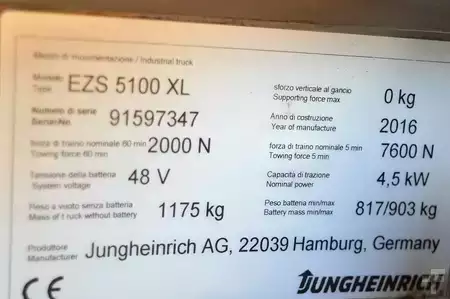 Mezzo di movimentazione / Industrial truck
Modello
Type
EZS 5100 XL
sforzo verticale al gancio
Supporting force max
0 kg
Numero di serie
Serial-No.
91597347
Anno di costruzione
Year of manufacture
2016
forza di traino nominale 60 min
Towing force 60 min
2000 N
forza di traino nominale 5 min
Towing force 5 min
7600 N
Tensione della batteria
System voltage
48 V
Capacita di trazione
Nominal power
4,5 kW
Peso a vuoto senza batteria
Mass of truck without battery
1175 kg
Peso battena min/max
Battery mass min/max
817/903 kg
Produttore
Manufacturer
Jungheinrich AG, 22039 Hamburg, Germany
CE
JUNGHEINRICH